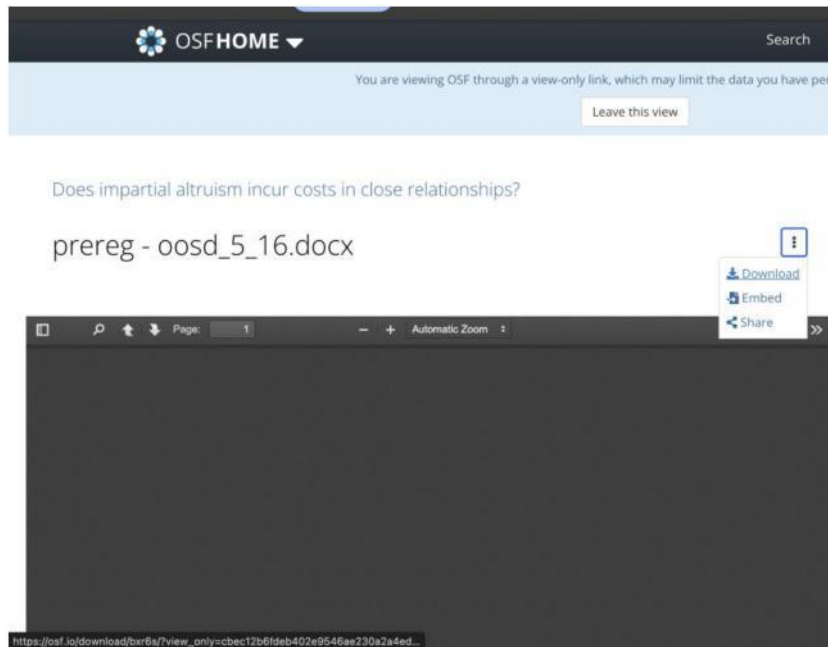 OSFHOME
Search
You are viewing OSF through a view-only link, which may limit the data you have per
Leave this view
Does impartial altruism incur costs in close relationships?
prereg - oosd_5_16.docx
Download
Embed
Share
Page: 1
Automatic Zoom
https://osf.io/download/bxr6s/?view_only=cbec12b6fdeb402e9546ae230a2a4ed...